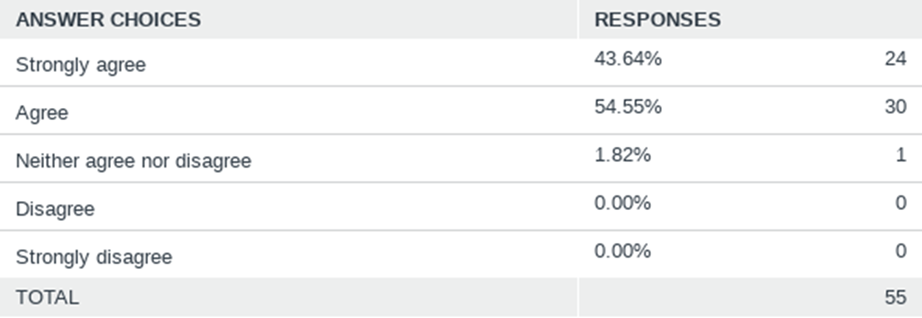 ANSWER CHOICES RESPONSES
Strongly agree 43.64% 24
Agree 54.55% 30
Neither agree nor disagree 1.82% 1
Disagree 0.00% 0
Strongly disagree 0.00% 0
TOTAL 55